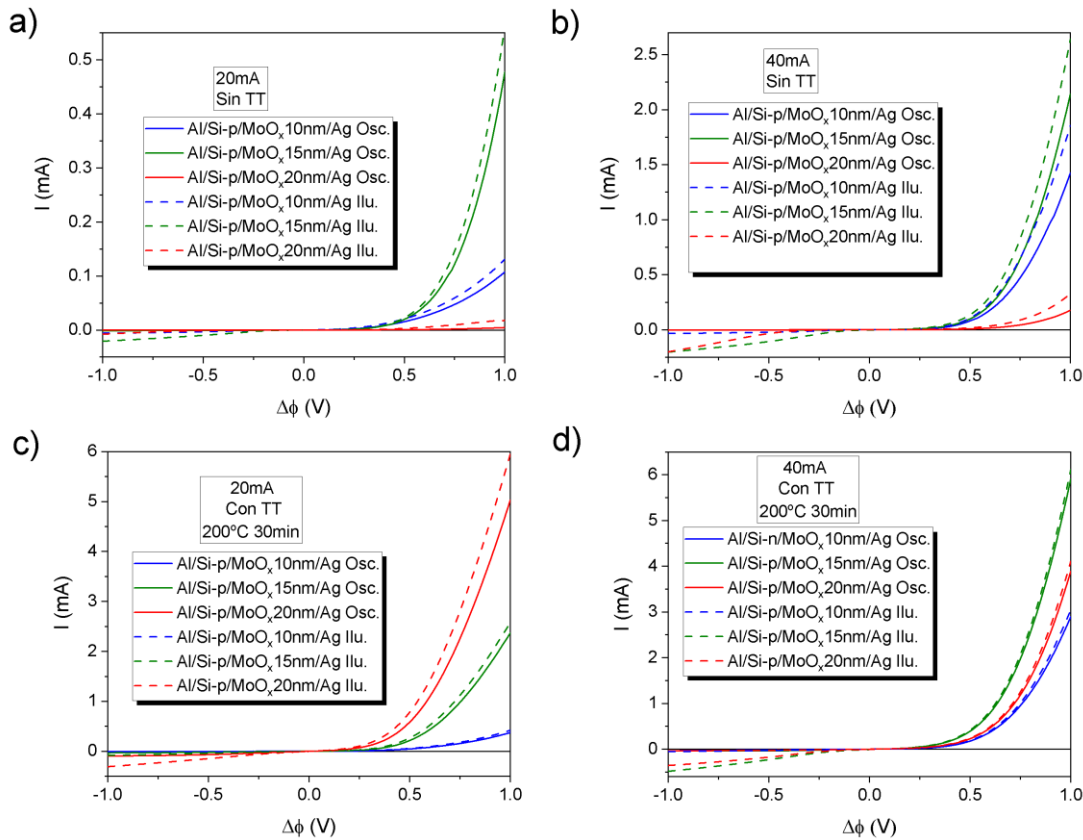 a)
0.5
0.4
0.3
0.2
0.1
0.0
I (mA)
20mA
Sin TT
Al/Si-p/MoOₓ10nm/Ag Osc.
Al/Si-p/MoOₓ15nm/Ag Osc.
Al/Si-p/MoOₓ20nm/Ag Osc.
Al/Si-p/MoOₓ10nm/Ag Ilu.
Al/Si-p/MoOₓ15nm/Ag Ilu.
Al/Si-p/MoOₓ20nm/Ag Ilu.
-1.0 -0.5 0.0 0.5 1.0
Δϕ (V)
b)
2.5
2.0
1.5
1.0
0.5
0.0
I (mA)
40mA
Sin TT
Al/Si-p/MoOₓ10nm/Ag Osc.
Al/Si-p/MoOₓ15nm/Ag Osc.
Al/Si-p/MoOₓ20nm/Ag Osc.
Al/Si-p/MoOₓ10nm/Ag Ilu.
Al/Si-p/MoOₓ15nm/Ag Ilu.
Al/Si-p/MoOₓ20nm/Ag Ilu.
-1.0 -0.5 0.0 0.5 1.0
Δϕ (V)
c)
6
5
4
3
2
1
0
I (mA)
20mA
Con TT
200ºC 30min
Al/Si-p/MoOₓ10nm/Ag Osc.
Al/Si-p/MoOₓ15nm/Ag Osc.
Al/Si-p/MoOₓ20nm/Ag Osc.
Al/Si-p/MoOₓ10nm/Ag Ilu.
Al/Si-p/MoOₓ15nm/Ag Ilu.
Al/Si-p/MoOₓ20nm/Ag Ilu.
-1.0 -0.5 0.0 0.5 1.0
Δϕ (V)
d)
6
5
4
3
2
1
0
I (mA)
40mA
Con TT
200ºC 30min
Al/Si-n/MoOₓ10nm/Ag Osc.
Al/Si-p/MoOₓ15nm/Ag Osc.
Al/Si-p/MoOₓ20nm/Ag Osc.
Al/Si-p/MoOₓ10nm/Ag Ilu.
Al/Si-p/MoOₓ15nm/Ag Ilu.
Al/Si-p/MoOₓ20nm/Ag Ilu.
-1.0 -0.5 0.0 0.5 1.0
Δϕ (V)